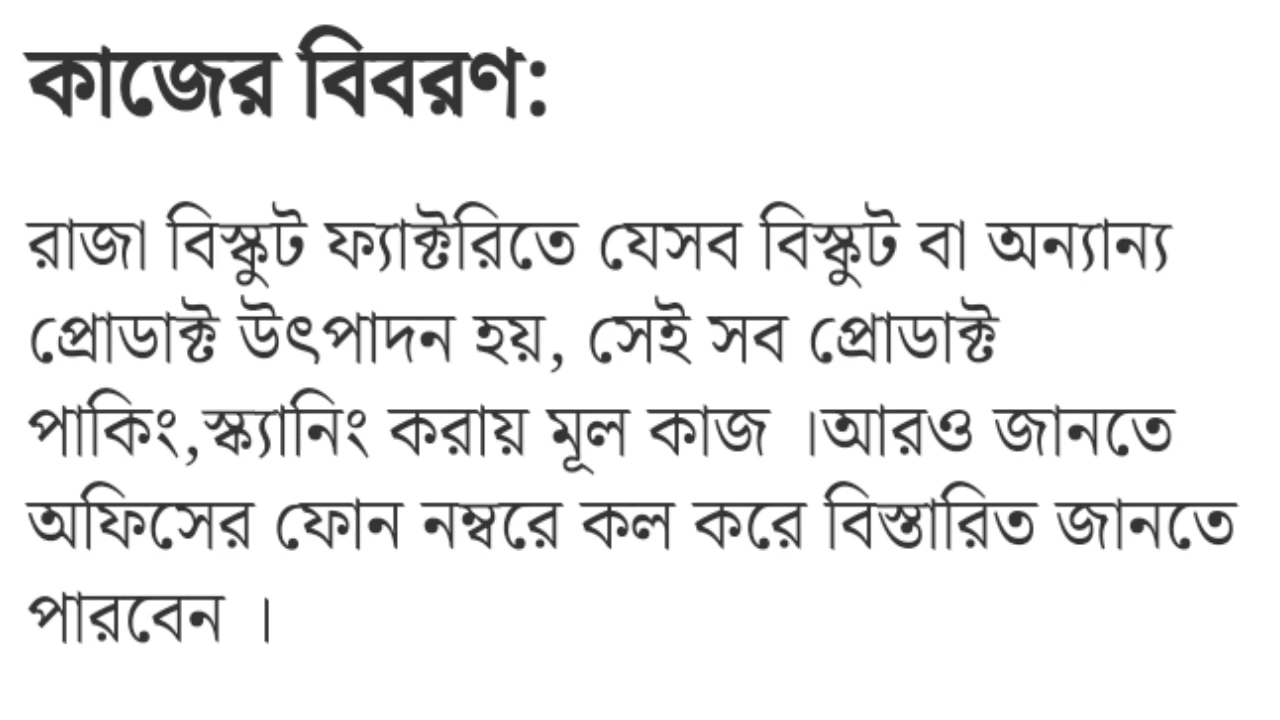 কাজের বিবরণ:
রাজা বিস্কুট ফ্যাক্টরিতে যেসব বিস্কুট বা অন্যান্য
প্রোডাক্ট উৎপাদন হয়, সেই সব প্রোডাক্ট
পাকিং,স্ক্যানিং করায় মূল কাজ ।আরও জানতে
অফিসের ফোন নম্বরে কল করে বিস্তারিত জানতে
পারবেন ।